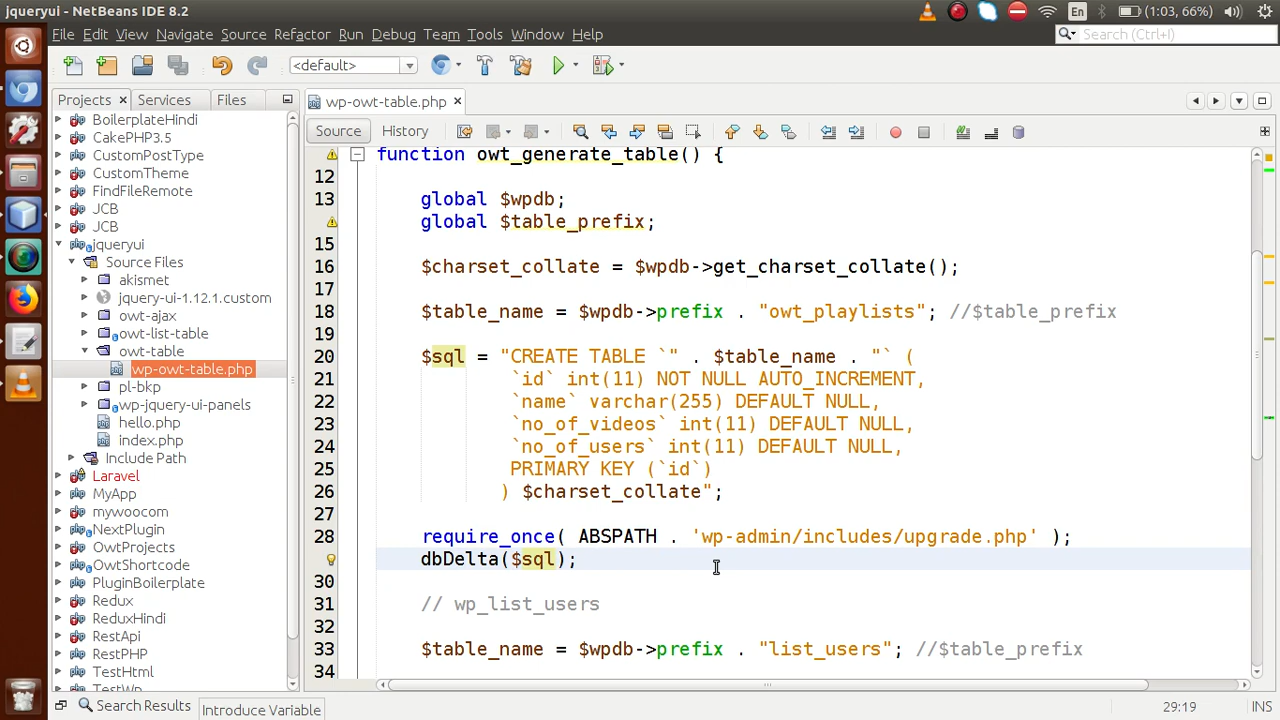 jqueryui - NetBeans IDE 8.2
En
(1:03, 66%)
File Edit View Navigate Source Refactor Run Debug Team Tools Window Help
Search (Ctrl+I)
<default>
Projects
Services
Files
wp-owt-table.php
Source
History
BoilerplateHindi
CakePHP3.5
CustomPostType
CustomTheme
FindFileRemote
JCB
JCB
jqueryui
Source Files
akismet
jquery-ui-1.12.1.custom
owt-ajax
owt-list-table
owt-table
wp-owt-table.php
pl-bkp
wp-jquery-ui-panels
hello.php
index.php
Include Path
Laravel
MyApp
mywoocom
NextPlugin
OwtProjects
OwtShortcode
PluginBoilerplate
Redux
ReduxHindi
RestApi
RestPHP
TestHtml
TestWp
function owt_generate_table() {
12
13 global $wpdb;
global $table_prefix;
15
16 $charset_collate = $wpdb->get_charset_collate();
17
18 $table_name = $wpdb->prefix . "owt_playlists"; //$table_prefix
19
20 $sql = "CREATE TABLE `" . $table_name . "` (
21 `id` int(11) NOT NULL AUTO_INCREMENT,
22 `name` varchar(255) DEFAULT NULL,
23 `no_of_videos` int(11) DEFAULT NULL,
24 `no_of_users` int(11) DEFAULT NULL,
25 PRIMARY KEY (`id`)
26 ) $charset_collate";
27
28 require_once( ABSPATH . 'wp-admin/includes/upgrade.php' );
dbDelta($sql);
30
31 // wp_list_users
32
33 $table_name = $wpdb->prefix . "list_users"; //$table_prefix
34
Search Results
Introduce Variable
29:19
INS